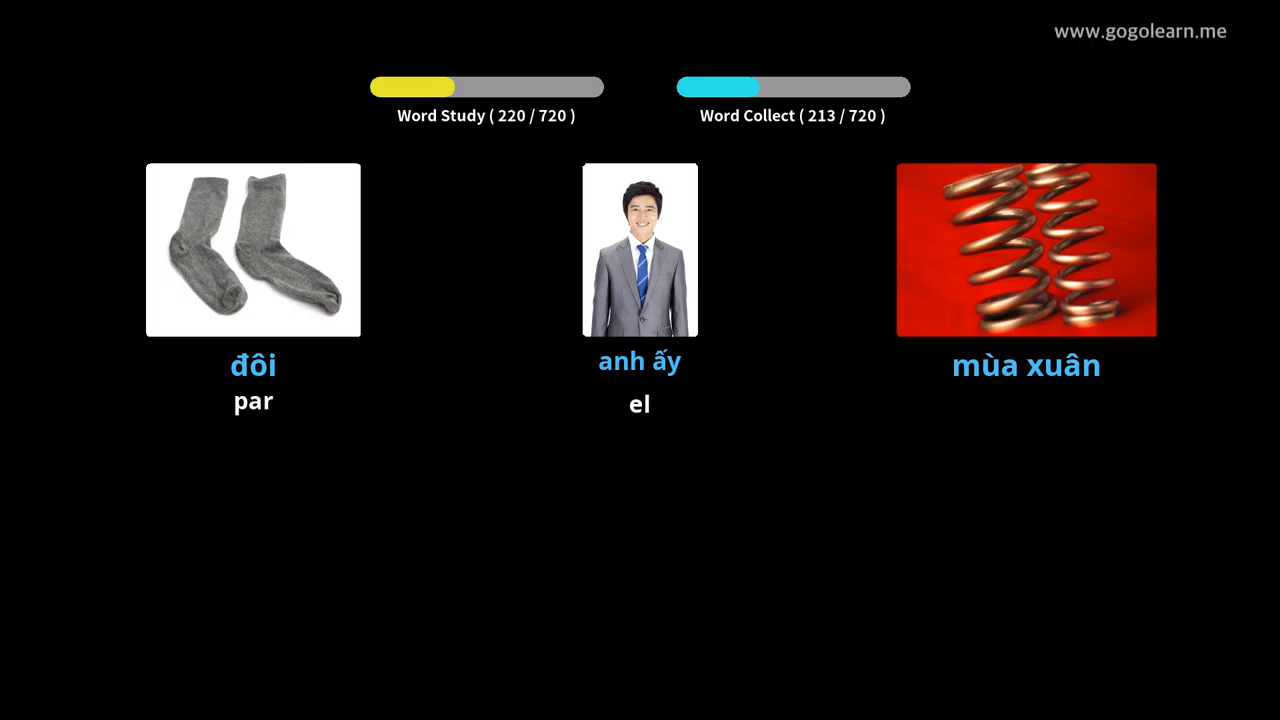 www.gogolearn.me
Word Study ( 220 / 720 )
Word Collect ( 213 / 720 )
đôi
par
anh ấy
el
mùa xuân